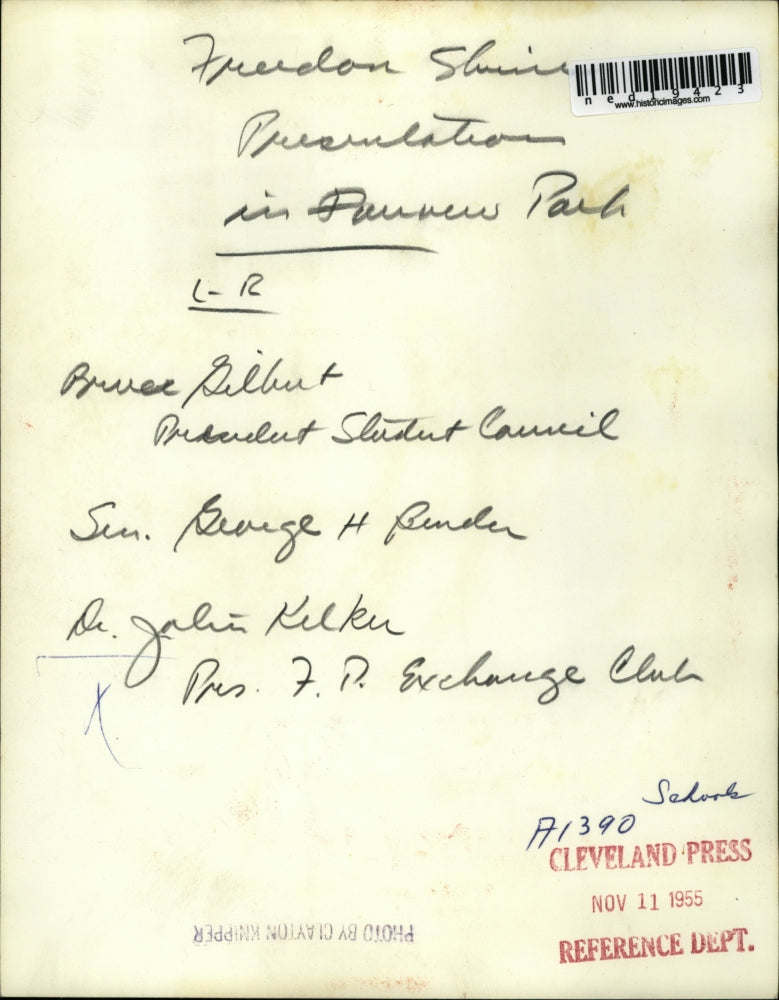 Freedom Shrine
Presentation
in Fairview Park
L-R
Bruce Gilbert
President Student Council
Sen. George H Bender
Dr. John Kelker
Pres. F. P. Exchange Club
ned19423
www.historicimages.com
Schools
A1390
CLEVELAND PRESS
NOV 11 1955
REFERENCE DEPT.
PHOTO BY CLAYTON KNIPPER